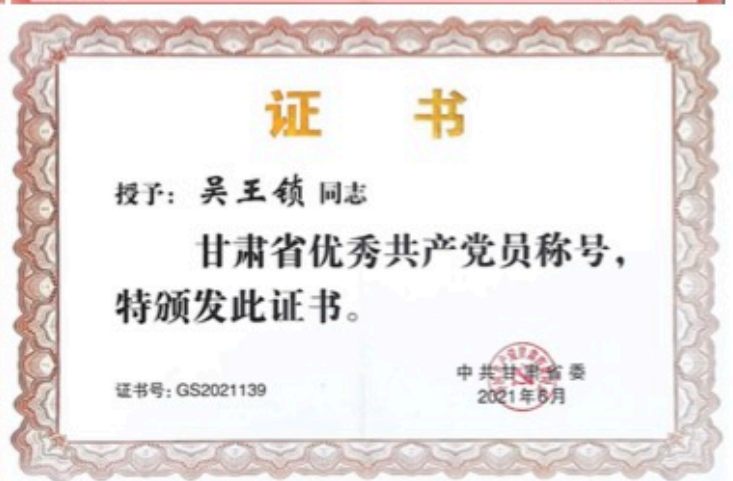 证 书
授予：吴王锁 同志
甘肃省优秀共产党员称号，
特颁发此证书。
中共甘肃省委
证书号：GS2021139
2021年6月